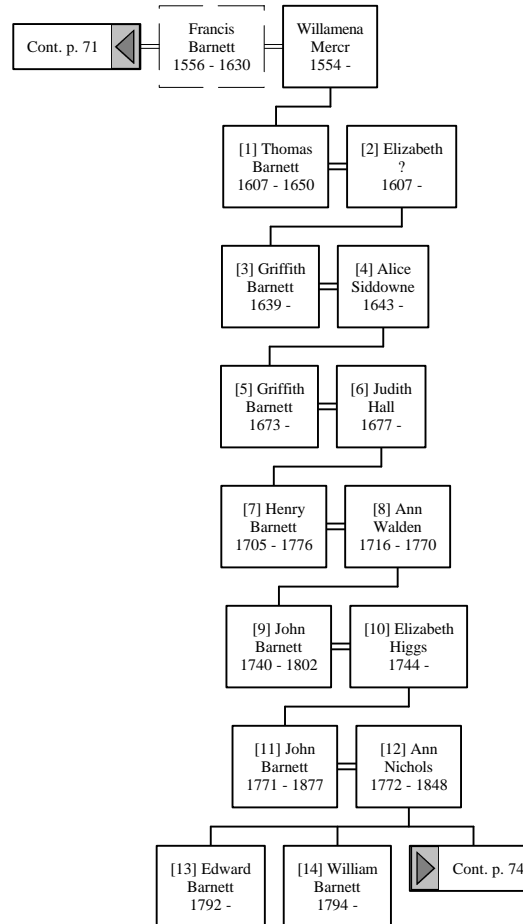 Cont. p. 71
Francis
Barnett
1556 - 1630
Willamena
Mercr
1554 -
[1] Thomas
Barnett
1607 - 1650
[2] Elizabeth
?
1607 -
[3] Griffith
Barnett
1639 -
[4] Alice
Siddowne
1643 -
[5] Griffith
Barnett
1673 -
[6] Judith
Hall
1677 -
[7] Henry
Barnett
1705 - 1776
[8] Ann
Walden
1716 - 1770
[9] John
Barnett
1740 - 1802
[10] Elizabeth
Higgs
1744 -
[11] John
Barnett
1771 - 1877
[12] Ann
Nichols
1772 - 1848
[13] Edward
Barnett
1792 -
[14] William
Barnett
1794 -
Cont. p. 74